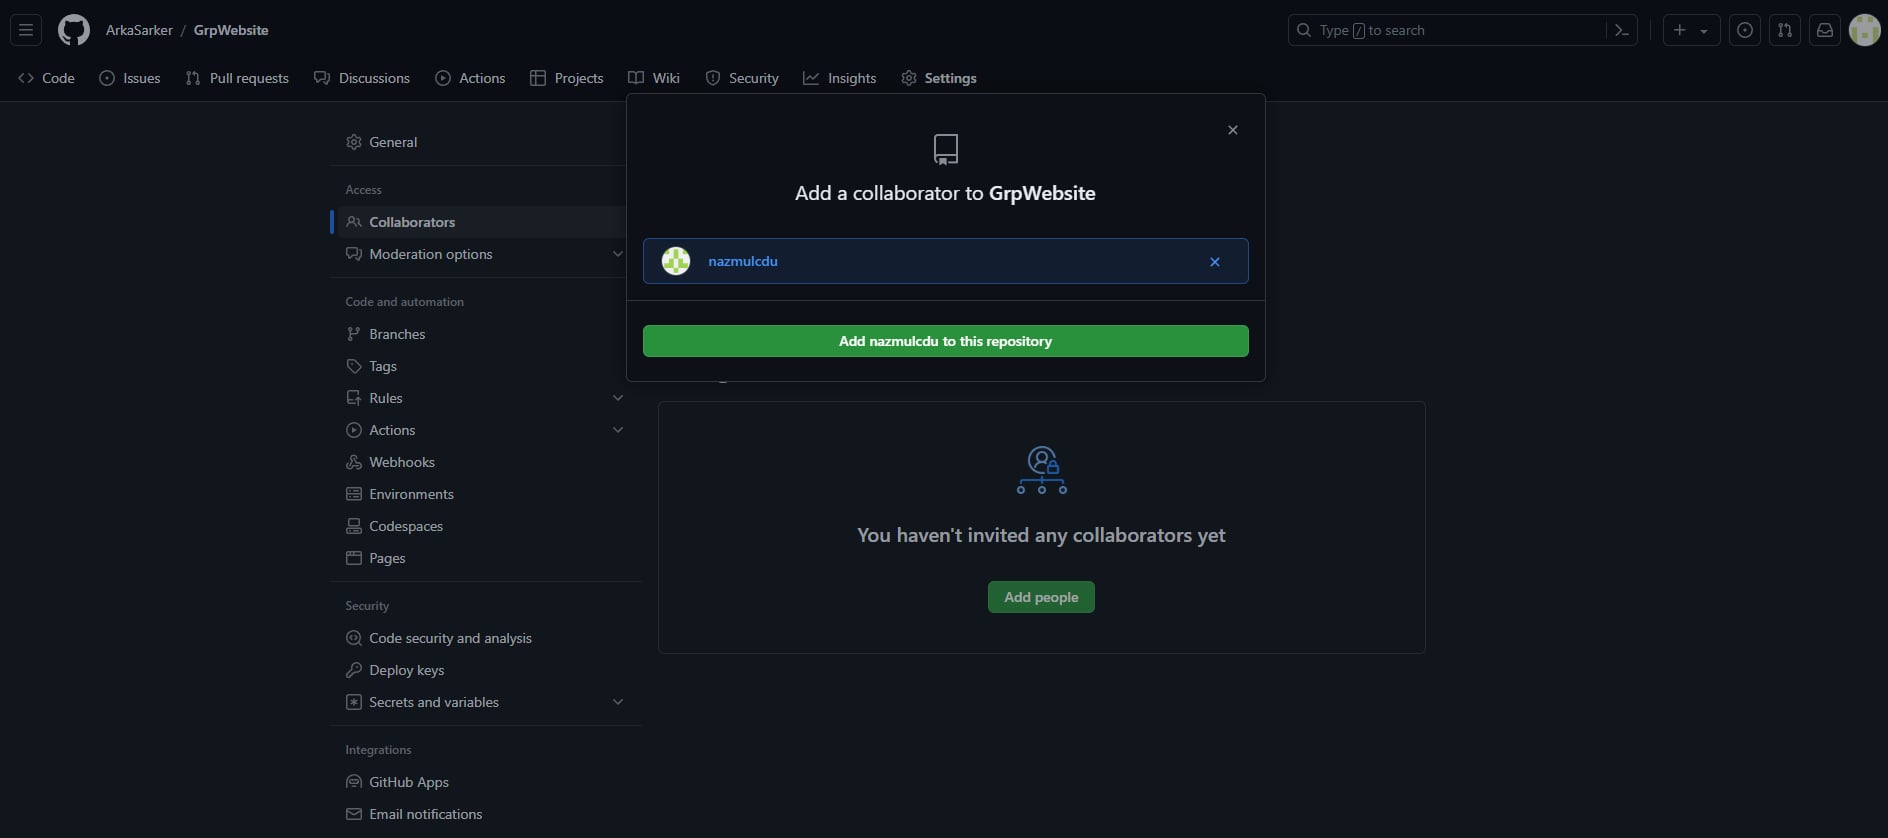 ArkaSarker / GrpWebsite
Type / to search
Code
Issues
Pull requests
Discussions
Actions
Projects
Wiki
Security
Insights
Settings
General
Access
Collaborators
Moderation options
Code and automation
Branches
Tags
Rules
Actions
Webhooks
Environments
Codespaces
Pages
Security
Code security and analysis
Deploy keys
Secrets and variables
Integrations
GitHub Apps
Email notifications
Add a collaborator to GrpWebsite
nazmulcdu
Add nazmulcdu to this repository
You haven't invited any collaborators yet
Add people